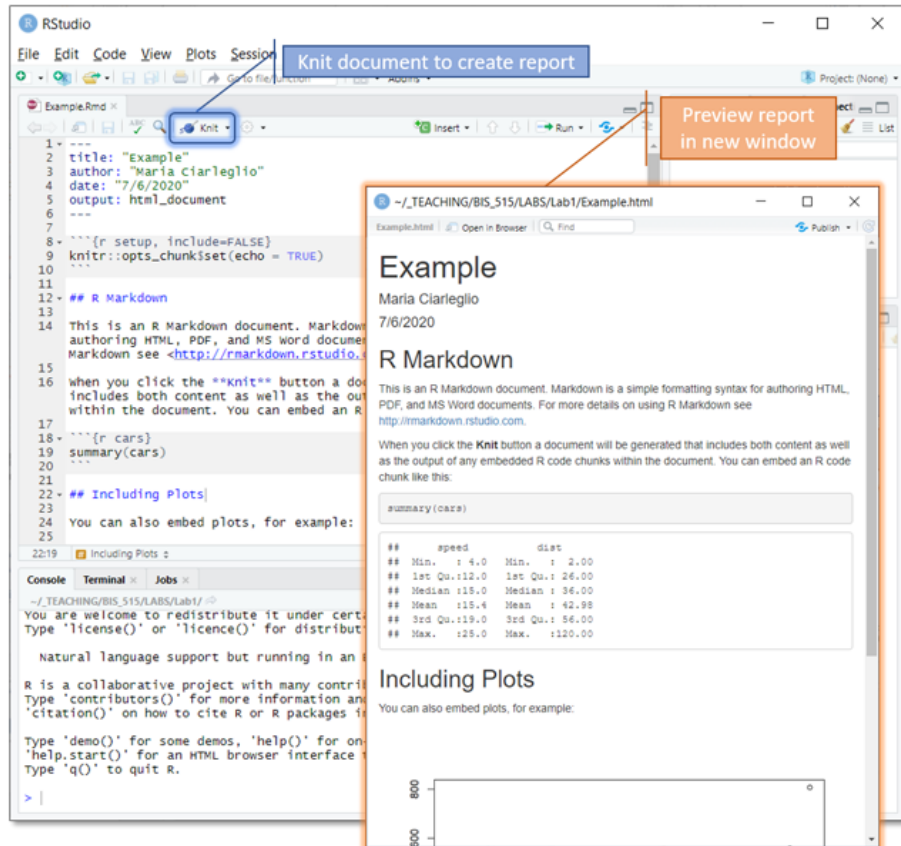 RStudio
File Edit Code View Plots Session
Knit document to create report
Go to file/function
Addins
Project: (None)
Example.Rmd
Knit
Insert
Run
List
Preview report
in new window
1 ---
2 title: "Example"
3 author: "Maria Ciarleglio"
4 date: "7/6/2020"
5 output: html_document
6 ---
7
8 ```{r setup, include=FALSE}
9 knitr::opts_chunk$set(echo = TRUE)
10 ```
11
12 ## R Markdown
13
14 This is an R Markdown document. Markdown
authoring HTML, PDF, and MS Word docume
Markdown see <http://rmarkdown.rstudio.
15
16 When you click the **Knit** button a do
includes both content as well as the ou
within the document. You can embed an R
17
18 ```{r cars}
19 summary(cars)
20 ```
21
22 ## Including Plots
23
24 You can also embed plots, for example:
25
22:19 Including Plots
Console Terminal Jobs
~/_TEACHING/BIS_515/LABS/Lab1/
You are welcome to redistribute it under certa
Type 'license()' or 'licence()' for distribut
Natural language support but running in an
R is a collaborative project with many contri
Type 'contributors()' for more information and
'citation()' on how to cite R or R packages i
Type 'demo()' for some demos, 'help()' for on
'help.start()' for an HTML browser interface
Type 'q()' to quit R.
>
~/_TEACHING/BIS_515/LABS/Lab1/Example.html
Example.html Open in Browser Find Publish
Example
Maria Ciarleglio
7/6/2020
R Markdown
This is an R Markdown document. Markdown is a simple formatting syntax for authoring HTML,
PDF, and MS Word documents. For more details on using R Markdown see
http://rmarkdown.rstudio.com.
When you click the Knit button a document will be generated that includes both content as well
as the output of any embedded R code chunks within the document. You can embed an R code
chunk like this:
summary(cars)
## speed dist
## Min. : 4.0 Min. : 2.00
## 1st Qu.:12.0 1st Qu.: 26.00
## Median :15.0 Median : 36.00
## Mean :15.4 Mean : 42.98
## 3rd Qu.:19.0 3rd Qu.: 56.00
## Max. :25.0 Max. :120.00
Including Plots
You can also embed plots, for example:
800